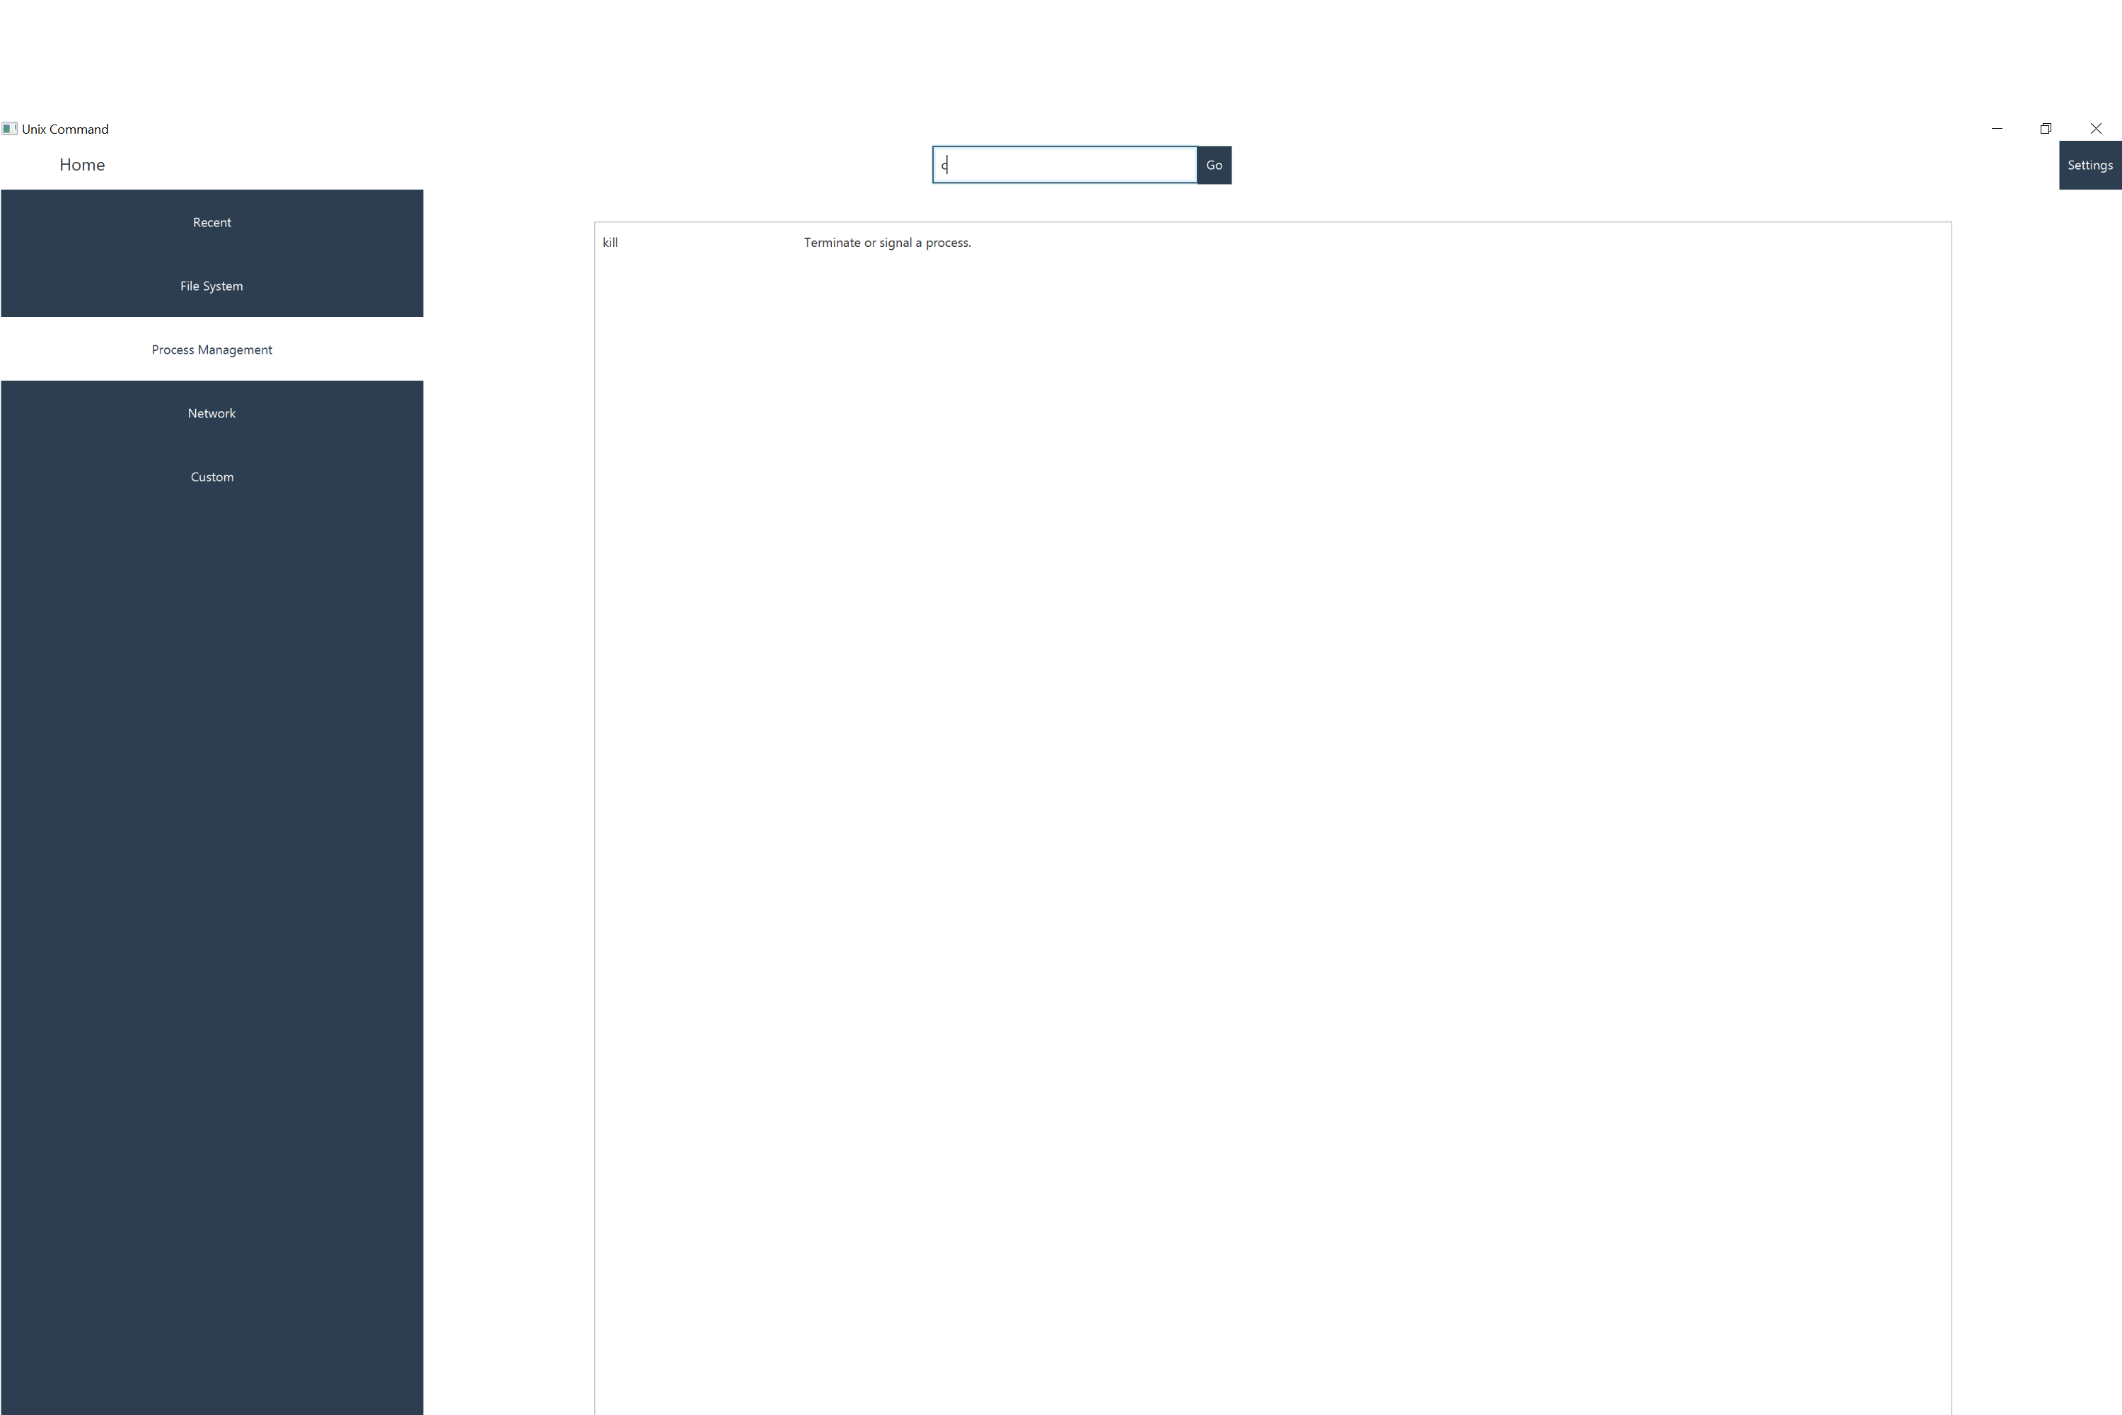 Unix Command
Home
c
Go
Settings
Recent
File System
Process Management
Network
Custom
kill Terminate or signal a process.